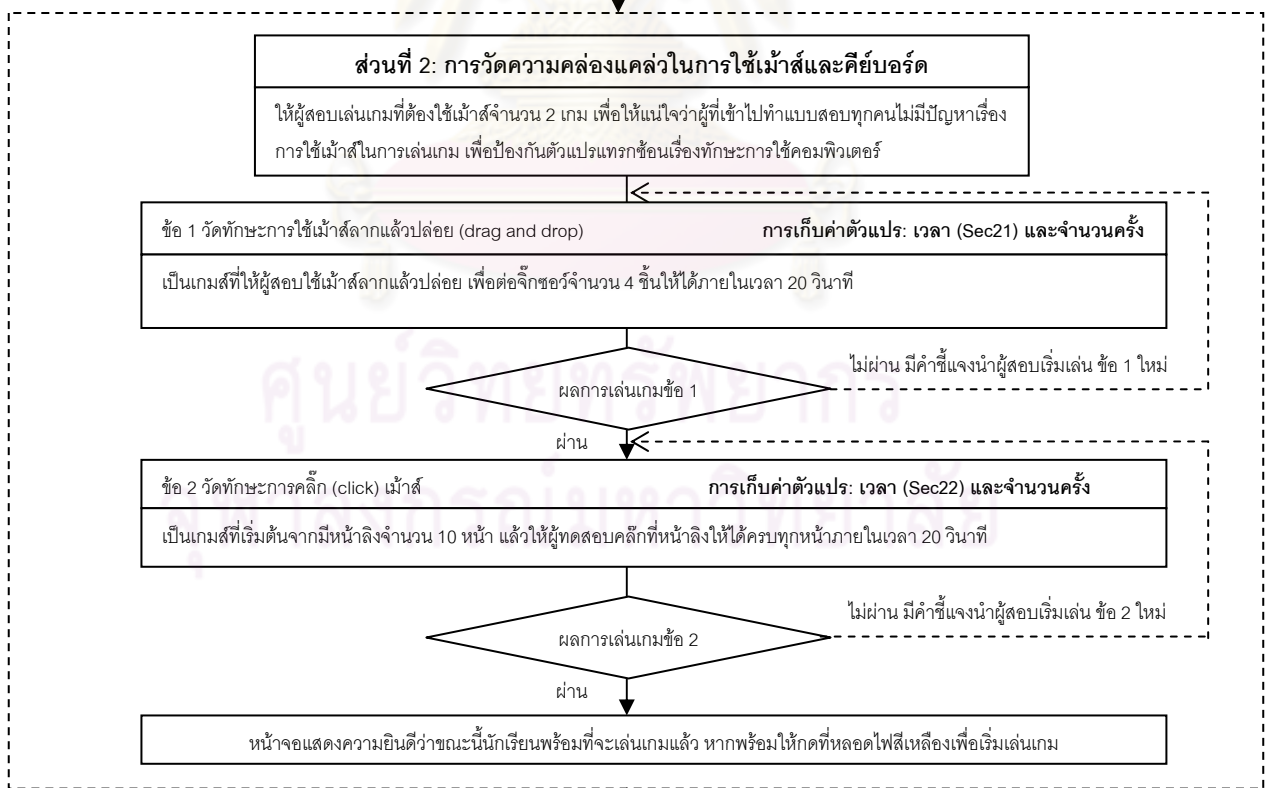 ส่วนที่ 2: การวัดความคล่องแคล่วในการใช้เม้าส์และคีย์บอร์ด
ให้ผู้สอบเล่นเกมที่ต้องใช้เม้าส์จำนวน 2 เกม เพื่อให้แน่ใจว่าผู้ที่เข้าไปทำแบบสอบทุกคนไม่มีปัญหาเรื่อง
การใช้เม้าส์ในการเล่นเกม เพื่อป้องกันตัวแปรแทรกซ้อนเรื่องทักษะการใช้คอมพิวเตอร์
ข้อ 1 วัดทักษะการใช้เม้าส์ลากแล้วปล่อย (drag and drop) การเก็บค่าตัวแปร: เวลา (Sec21) และจำนวนครั้ง
เป็นเกมส์ที่ให้ผู้สอบใช้เม้าส์ลากแล้วปล่อย เพื่อต่อจิ๊กซอว์จำนวน 4 ชิ้นให้ได้ภายในเวลา 20 วินาที
ไม่ผ่าน มีคำชี้แจงนำผู้สอบเริ่มเล่น ข้อ 1 ใหม่
ผลการเล่นเกมข้อ 1
ศูนย์วิทยทรัพยากร
ผ่าน
ข้อ 2 วัดทักษะการคลิ๊ก (click) เม้าส์ การเก็บค่าตัวแปร: เวลา (Sec22) และจำนวนครั้ง
จุฬาลงกรณ์มหาวิทยาลัย
เป็นเกมส์ที่เริ่มต้นจากมีหน้าลิงจำนวน 10 หน้า แล้วให้ผู้ทดสอบคลิ๊กที่หน้าลิงให้ได้ครบทุกหน้าภายในเวลา 20 วินาที
ไม่ผ่าน มีคำชี้แจงนำผู้สอบเริ่มเล่น ข้อ 2 ใหม่
ผลการเล่นเกมข้อ 2
ผ่าน
หน้าจอแสดงความยินดีว่าขณะนี้นักเรียนพร้อมที่จะเล่นเกมแล้ว หากพร้อมให้กดที่หลอดไฟสีเหลืองเพื่อเริ่มเล่นเกม